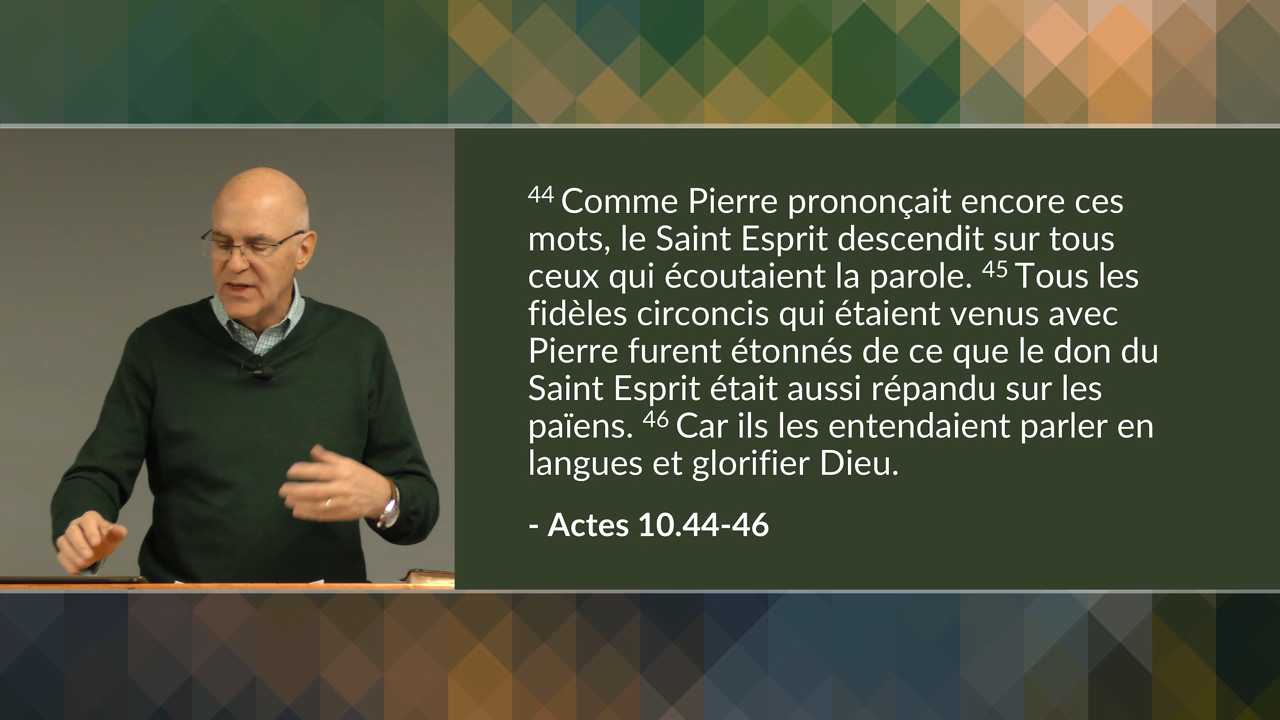 44 Comme Pierre prononçait encore ces
mots, le Saint Esprit descendit sur tous
ceux qui écoutaient la parole. 45 Tous les
fidèles circoncis qui étaient venus avec
Pierre furent étonnés de ce que le don du
Saint Esprit était aussi répandu sur les
païens. 46 Car ils les entendaient parler en
langues et glorifier Dieu.
- Actes 10.44-46